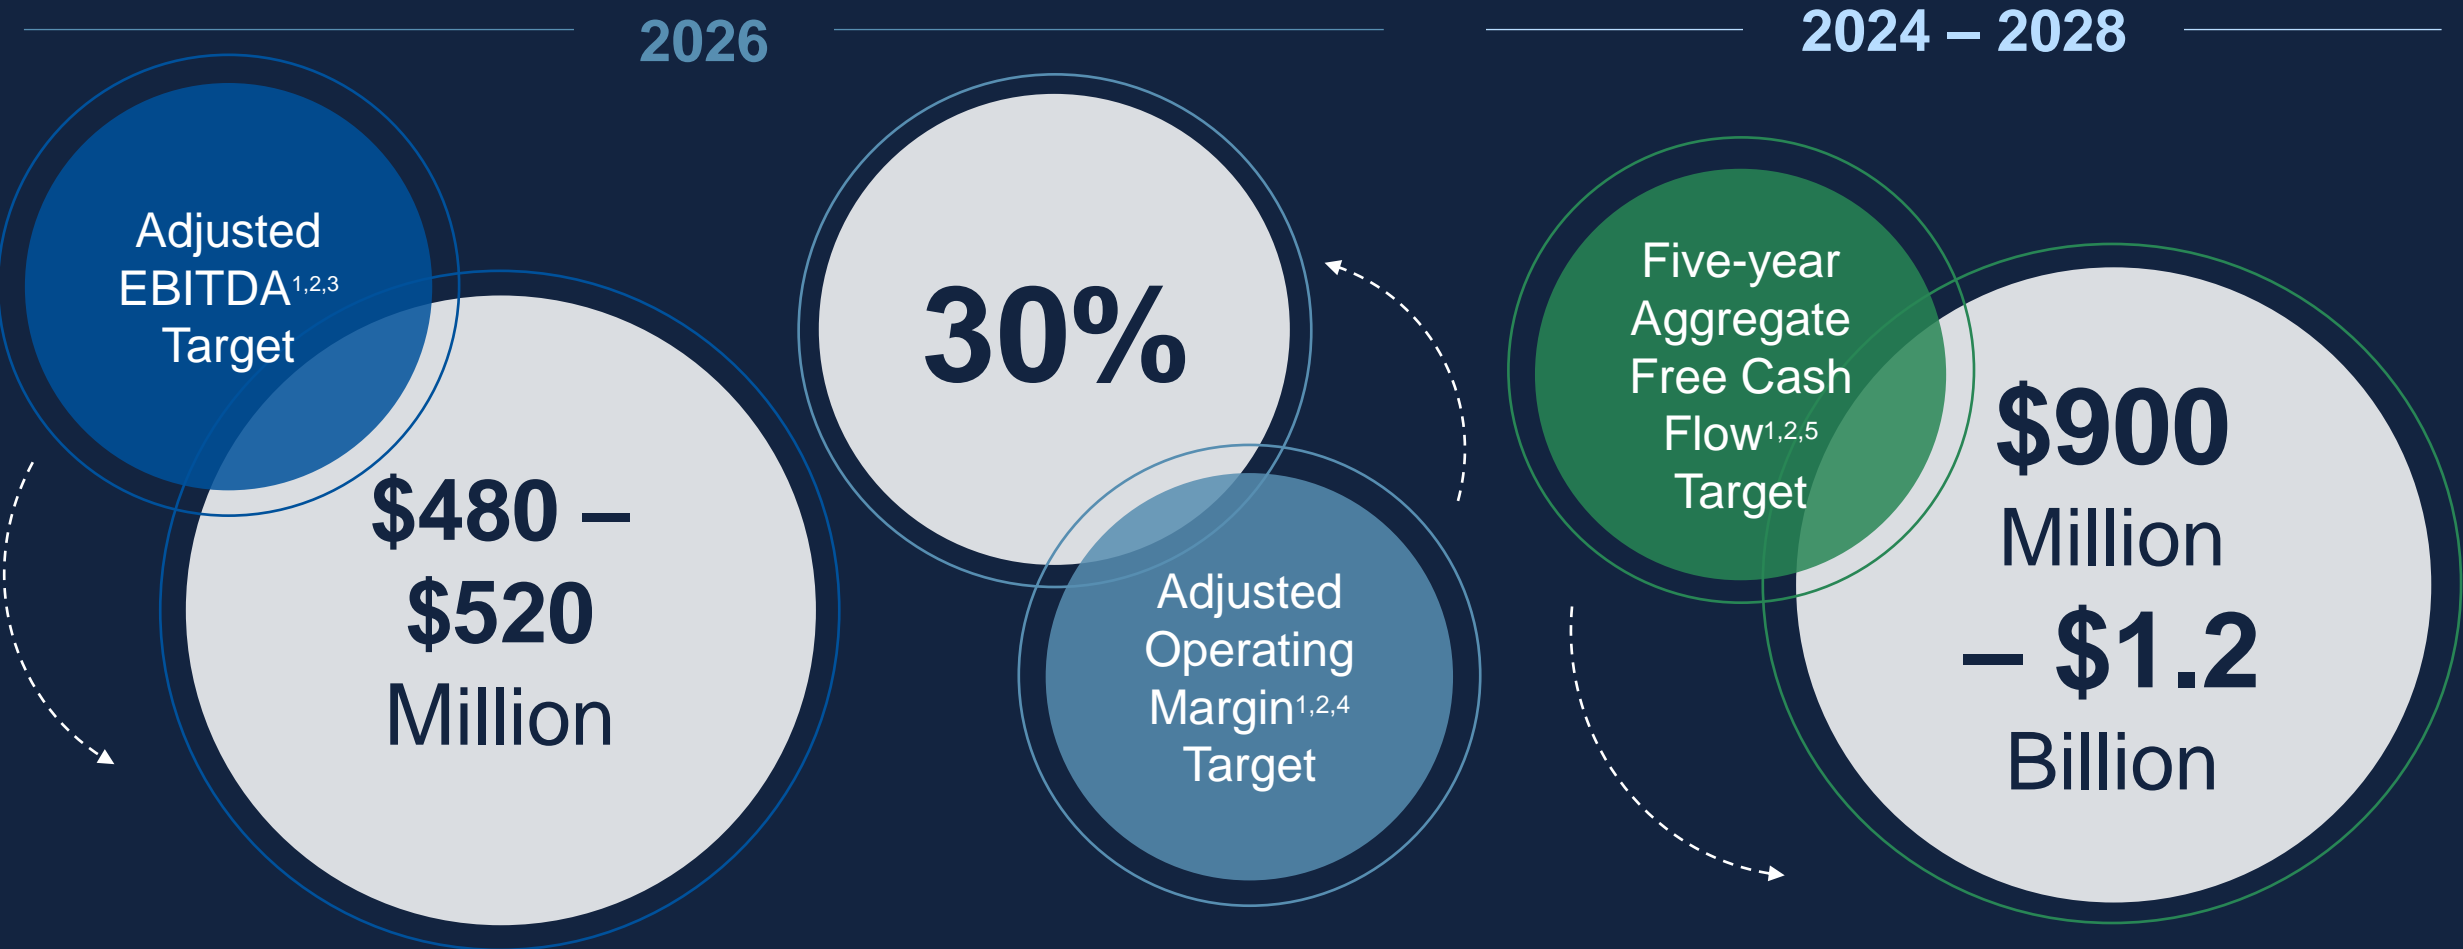 2026
Adjusted
EBITDA1,2,3
Target
$480 –
$520
Million
30%
Adjusted
Operating
Margin1,2,4
Target
2024 – 2028
Five-year
Aggregate
Free Cash
Flow1,2,5
Target
$900
Million
– $1.2
Billion